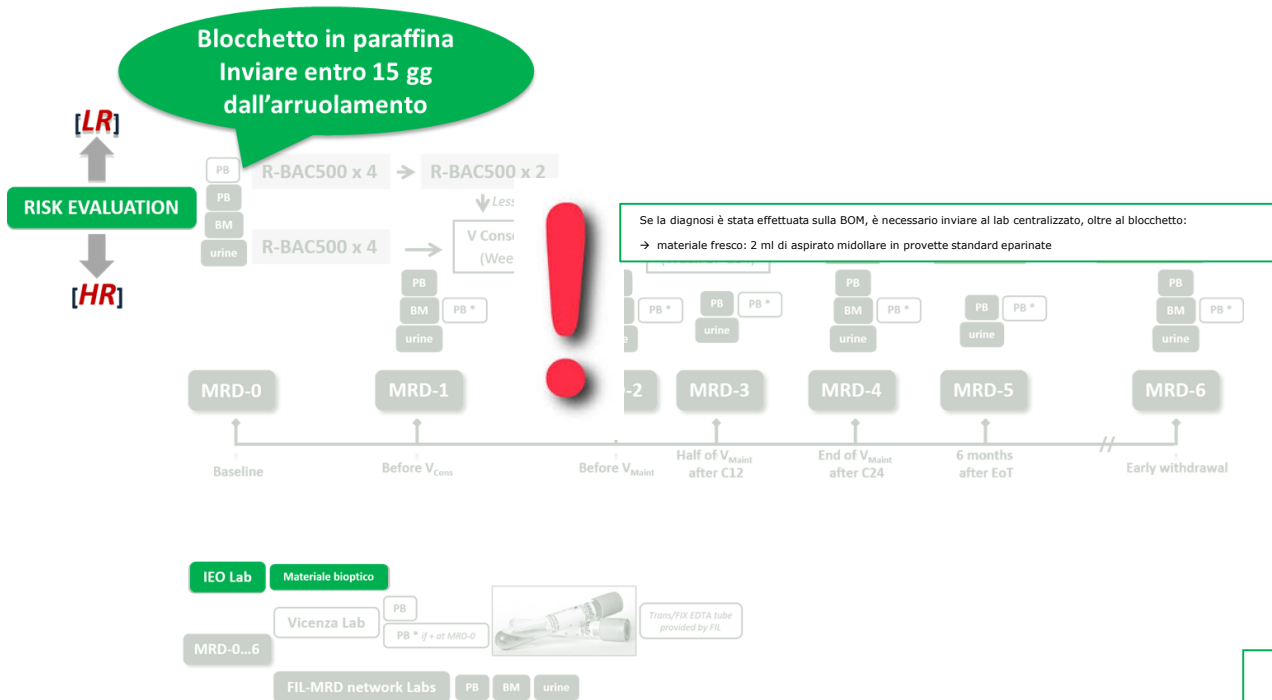 Blocchetto in paraffina
Inviare entro 15 gg
dall'arruolamento
[LR]
RISK EVALUATION
[HR]
PB
PB
BM
urine
R-BAC500 x 4
R-BAC500 x 2
Less
R-BAC500 x 4
V Cons
(Wee
Se la diagnosi è stata effettuata sulla BOM, è necessario inviare al lab centralizzato, oltre al blocchetto:
→ materiale fresco: 2 ml di aspirato midollare in provette standard eparinate
PB
BM
PB *
urine
PB *
PB
PB *
urine
PB
BM
PB *
urine
PB
PB *
urine
PB
BM
PB *
urine
MRD-0
MRD-1
-2
MRD-3
MRD-4
MRD-5
MRD-6
Baseline
Before VCons
Before VMaint
Half of VMaint
after C12
End of VMaint
after C24
6 months
after EoT
//
Early withdrawal
IEO Lab
Materiale bioptico
MRD-0...6
Vicenza Lab
PB
PB * if + at MRD-0
Trans/FIX EDTA tube
provided by FIL
FIL-MRD network Labs
PB
BM
urine